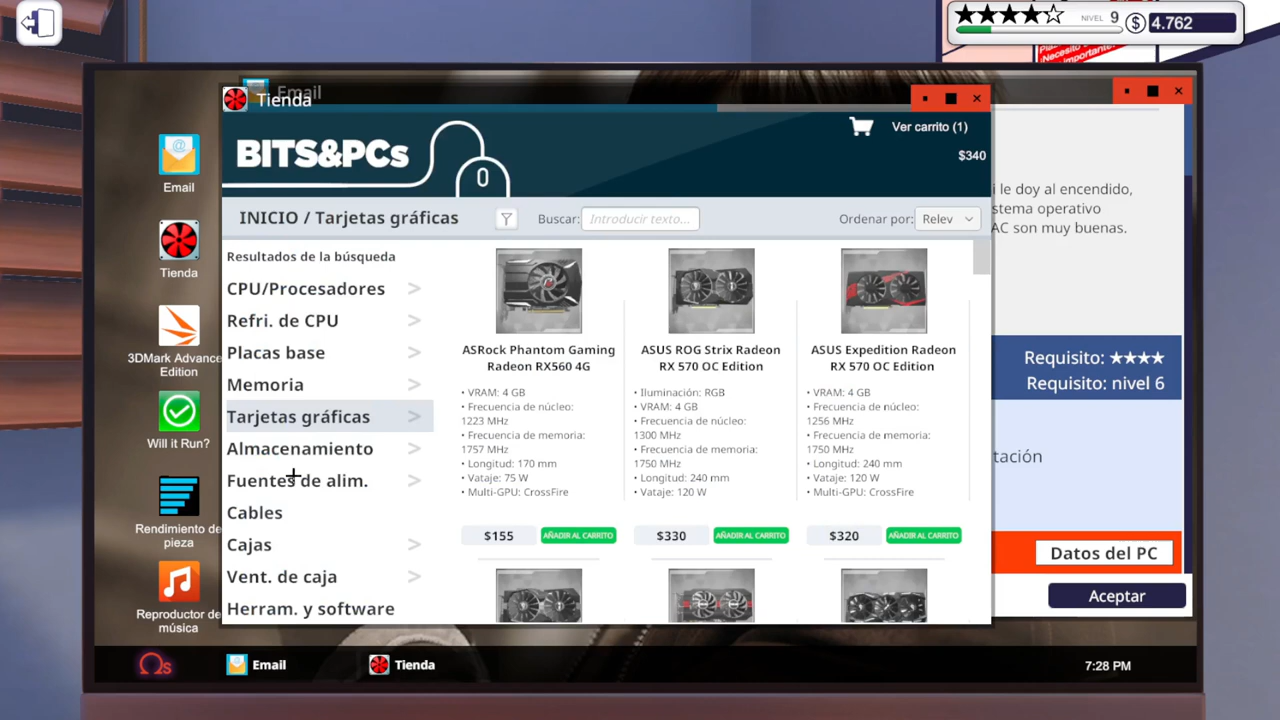 NIVEL 9
$ 4.762
¡Necesito
importante!
Email
Tienda
BITS&PCs
Ver carrito (1)
$340
INICIO / Tarjetas gráficas
Buscar: Introducir texto...
Ordenar por: Relev
Resultados de la búsqueda
CPU/Procesadores >
Refri. de CPU >
Placas base >
Memoria >
Tarjetas gráficas >
Almacenamiento >
Fuentes de alim. >
Cables
Cajas >
Vent. de caja >
Herram. y software
ASRock Phantom Gaming
Radeon RX560 4G
• VRAM: 4 GB
• Frecuencia de núcleo:
1223 MHz
• Frecuencia de memoria:
1757 MHz
• Longitud: 170 mm
• Vataje: 75 W
• Multi-GPU: CrossFire
$155 AÑADIR AL CARRITO
ASUS ROG Strix Radeon
RX 570 OC Edition
• Iluminación: RGB
• VRAM: 4 GB
• Frecuencia de núcleo:
1300 MHz
• Frecuencia de memoria:
1750 MHz
• Longitud: 240 mm
• Vataje: 120 W
$330 AÑADIR AL CARRITO
ASUS Expedition Radeon
RX 570 OC Edition
• VRAM: 4 GB
• Frecuencia de núcleo:
1256 MHz
• Frecuencia de memoria:
1750 MHz
• Longitud: 240 mm
• Vataje: 120 W
• Multi-GPU: CrossFire
$320 AÑADIR AL CARRITO
i le doy al encendido,
stema operativo
AC son muy buenas.
Requisito: ★★★★
Requisito: nivel 6
tación
Datos del PC
Aceptar
Email
Tienda
3DMark Advance
Edition
Will it Run?
Rendimiento de
pieza
Reproductor de
música
Ωs
Email
Tienda
7:28 PM